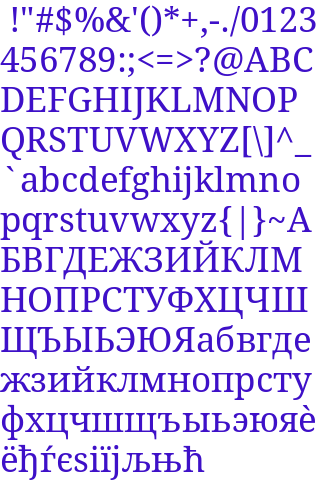 !"#$%&'()*+,-./0123
456789:;<=>?@ABC
DEFGHIJKLMNOP
QRSTUVWXYZ[\]^_
`abcdefghijklmno
pqrstuvwxyz{|}~А
БВГДЕЖЗИЙКЛМ
НОПРСТУФХЦЧШ
ЩЪЫЬЭЮЯабвгде
жзийклмнопрсту
фхцчшщъыьэюяѐ
ёђѓєѕіїјљњћ